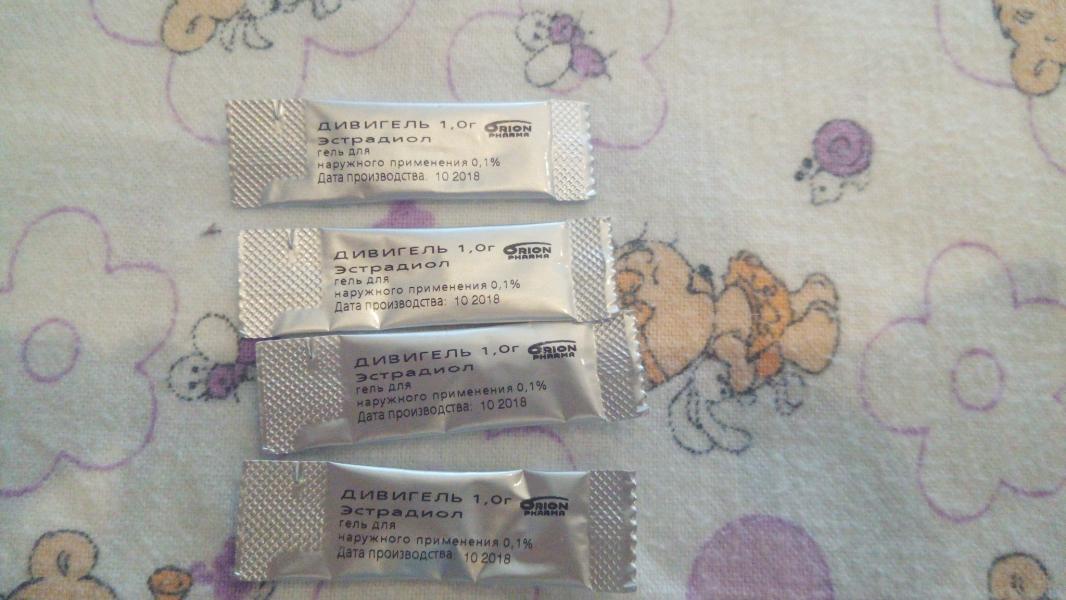 ДИВИГЕЛЬ 1,0г ORION PHARMA
Эстрадиол
гель для
наружного применения 0,1%
Дата производства: 10 2018
ДИВИГЕЛЬ 1,0г ORION PHARMA
Эстрадиол
гель для
наружного применения 0,1%
Дата производства: 10 2018
ДИВИГЕЛЬ 1,0г ORION PHARMA
Эстрадиол
гель для
наружного применения 0,1%
Дата производства: 10 2018
ДИВИГЕЛЬ 1,0г ORION PHARMA
Эстрадиол
гель для
наружного применения 0,1%
Дата производства: 10 2018